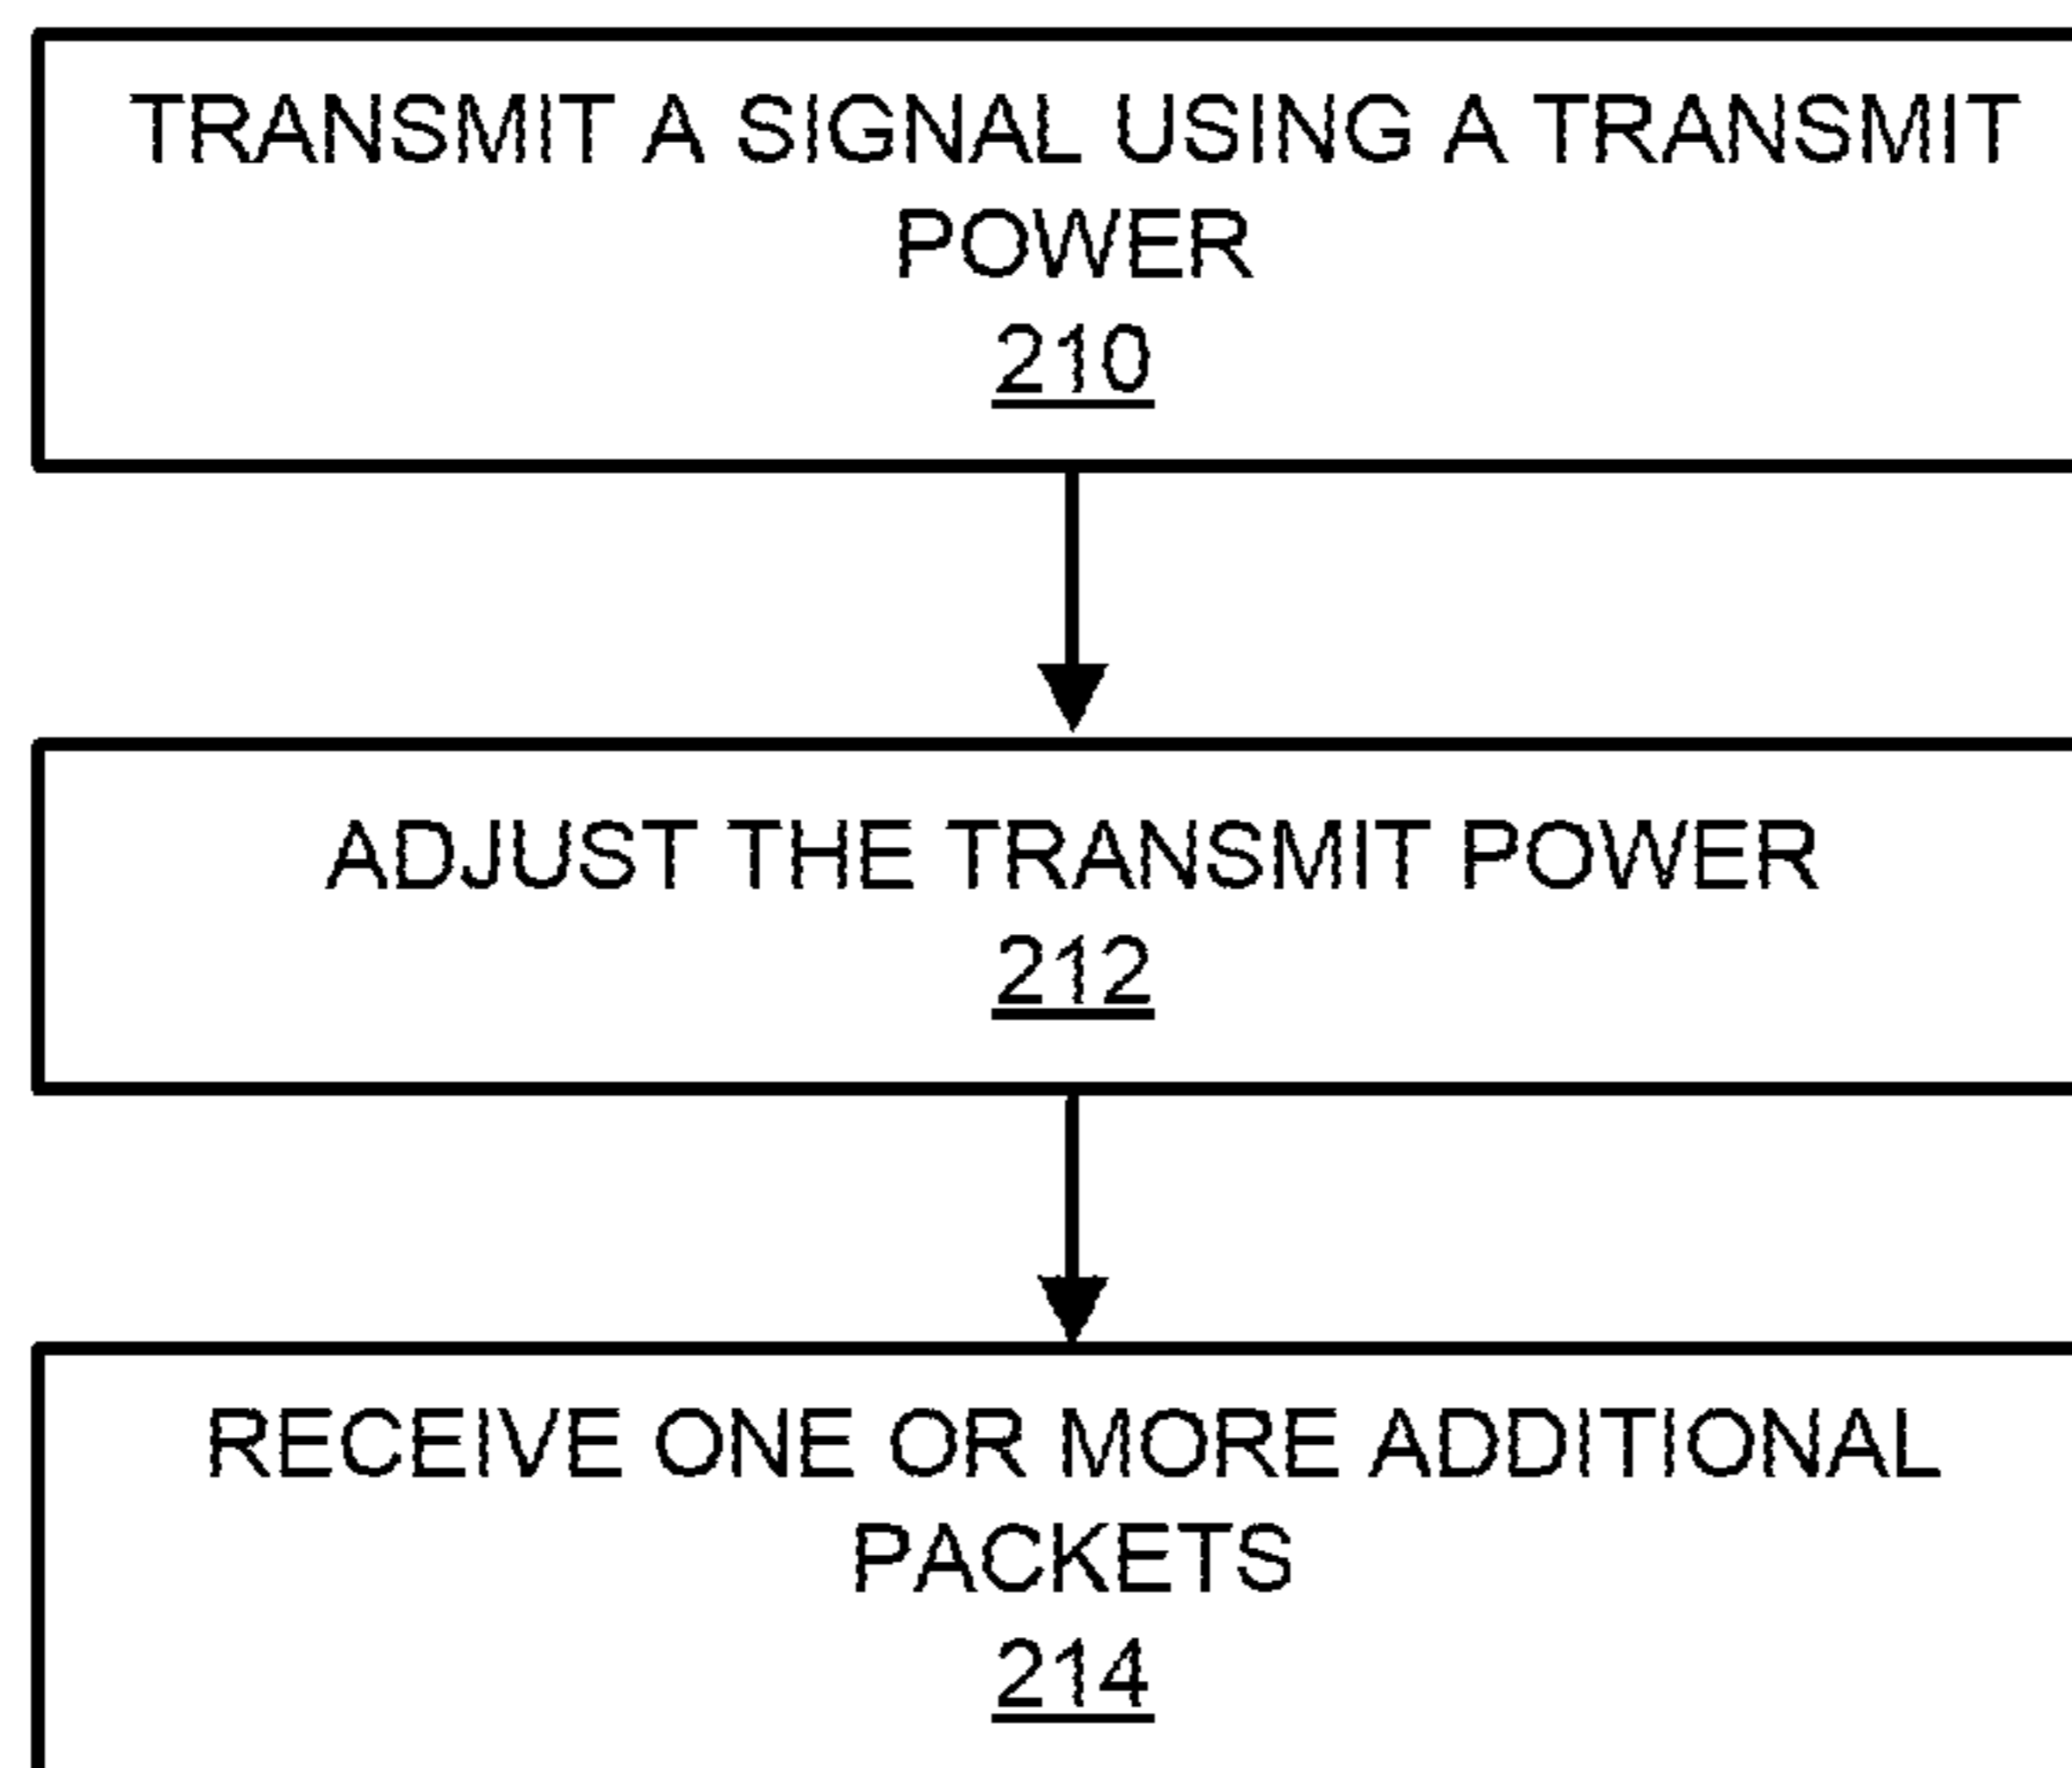 TRANSMIT A SIGNAL USING A TRANSMIT
POWER
210
ADJUST THE TRANSMIT POWER
212
RECEIVE ONE OR MORE ADDITIONAL
PACKETS
214